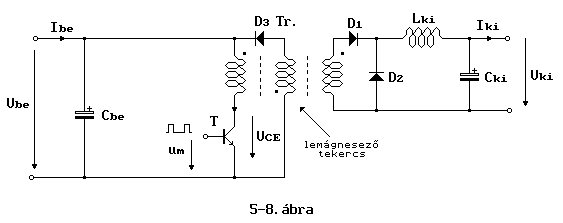 Ibe
D3 Tr.
D1
Lki
Iki
Ube
Cbe
D2
Cki
Uki
T
um
UCE
lemágnesező
tekercs
5-8. ábra